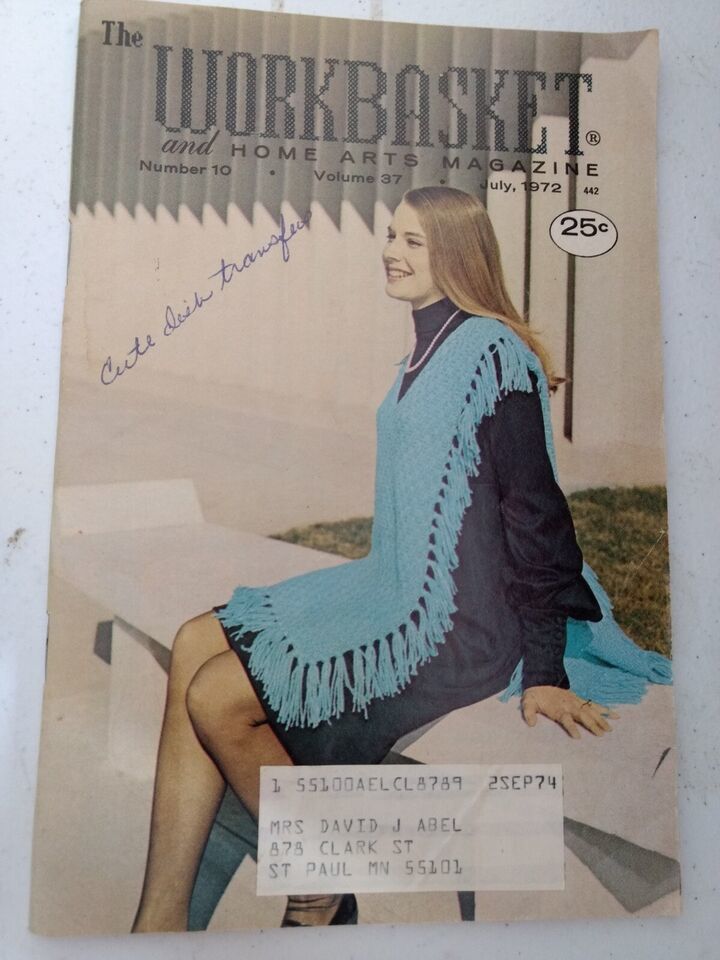 The
WORKBASKET®
and HOME ARTS MAGAZINE
Number 10 • Volume 37 • July, 1972 442
25c
Cute dish transfers
1 55100AELCL8789 2SEP74
MRS DAVID J ABEL
878 CLARK ST
ST PAUL MN 55101